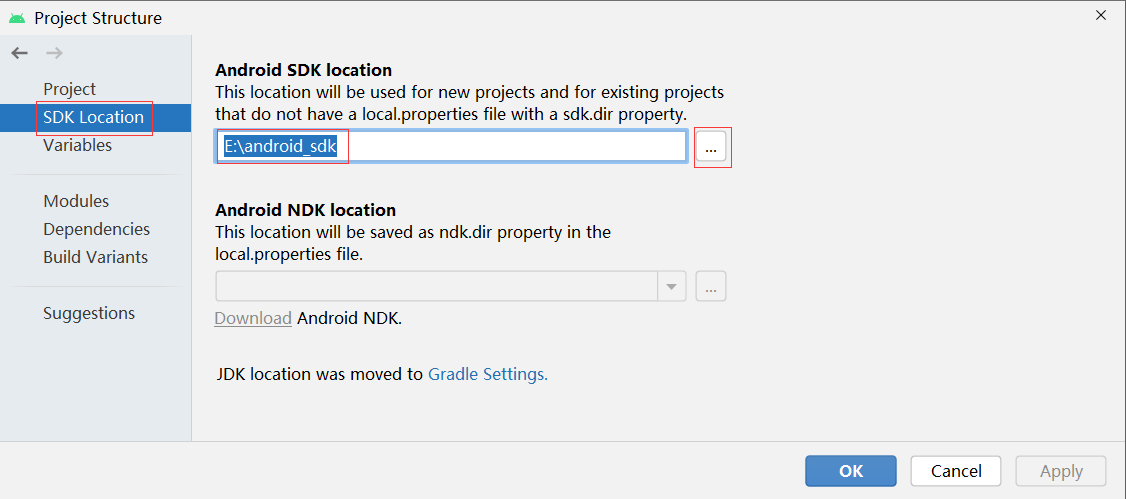 Project Structure
Project
SDK Location
Variables
Modules
Dependencies
Build Variants
Suggestions
Android SDK location
This location will be used for new projects and for existing projects
that do not have a local.properties file with a sdk.dir property.
E:\android_sdk
...
Android NDK location
This location will be saved as ndk.dir property in the
local.properties file.
...
Download Android NDK.
JDK location was moved to Gradle Settings.
OK
Cancel
Apply